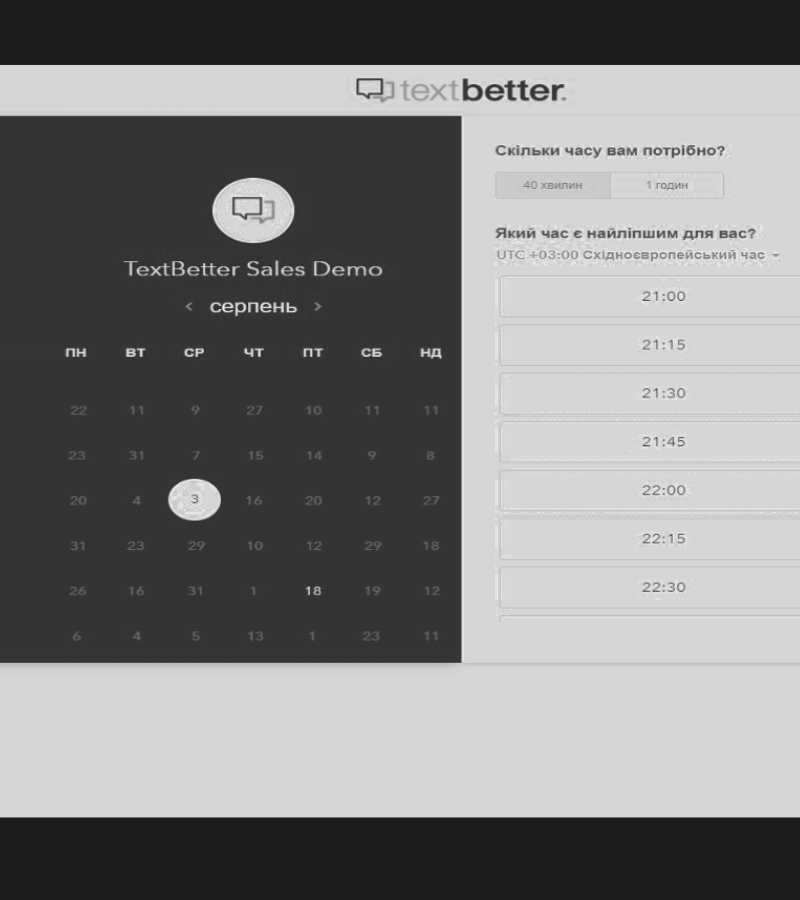 textbetter.
TextBetter Sales Demo
< серпень >
ПН ВТ СР ЧТ ПТ СБ НД
22 11 9 27 10 11 11
23 31 7 15 14 9 8
20 4 3 16 20 12 27
31 23 29 10 12 29 18
26 16 31 1 18 19 12
6 4 5 13 1 23 11
Скільки часу вам потрібно?
40 хвилин 1 годин
Який час є найліпшим для вас?
UTC +03:00 Східноєвропейський час
21:00
21:15
21:30
21:45
22:00
22:15
22:30